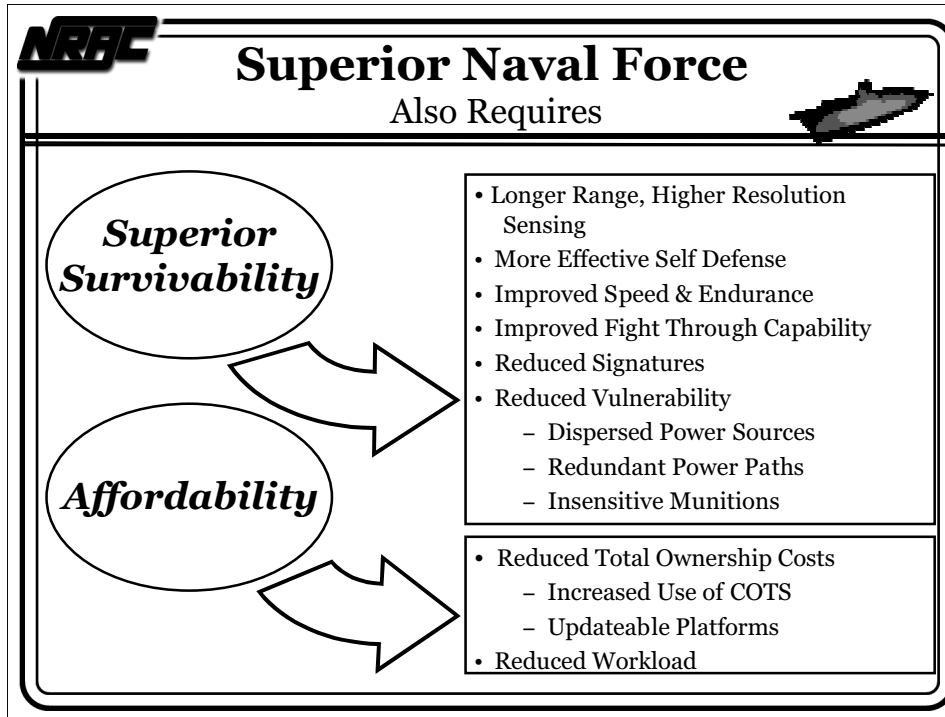 NRAC
Superior Naval Force
Also Requires
Superior
Survivability
• Longer Range, Higher Resolution
Sensing
• More Effective Self Defense
• Improved Speed & Endurance
• Improved Fight Through Capability
• Reduced Signatures
• Reduced Vulnerability
– Dispersed Power Sources
– Redundant Power Paths
– Insensitive Munitions
Affordability
• Reduced Total Ownership Costs
– Increased Use of COTS
– Updateable Platforms
• Reduced Workload